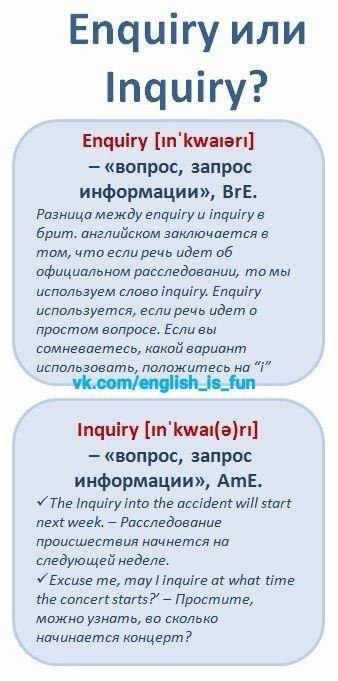 Enquiry или
Inquiry?
Enquiry [ɪnˈkwaɪərɪ]
– «вопрос, запрос
информации», BrE.
Разница между enquiry и inquiry в
брит. английском заключается в
том, что если речь идет об
официальном расследовании, то мы
используем слово inquiry. Enquiry
используется, если речь идет о
простом вопросе. Если вы
сомневаетесь, какой вариант
использовать, положитесь на “i”
vk.com/english_is_fun
Inquiry [ɪnˈkwaɪ(ə)rɪ]
– «вопрос, запрос
информации», AmE.
✓The Inquiry into the accident will start
next week. – Расследование
происшествия начнется на
следующей неделе.
✓Excuse me, may I inquire at what time
the concert starts?’ – Простите,
можно узнать, во сколько
начинается концерт?